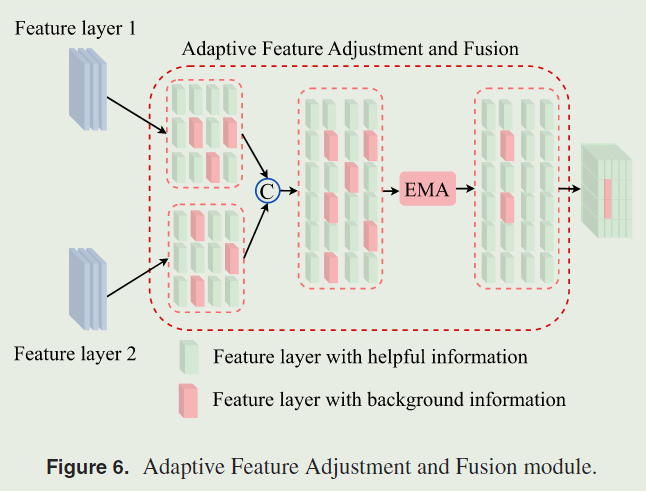 Feature layer 1
Adaptive Feature Adjustment and Fusion
C
EMA
Feature layer 2
Feature layer with helpful information
Feature layer with background information
Figure 6. Adaptive Feature Adjustment and Fusion module.